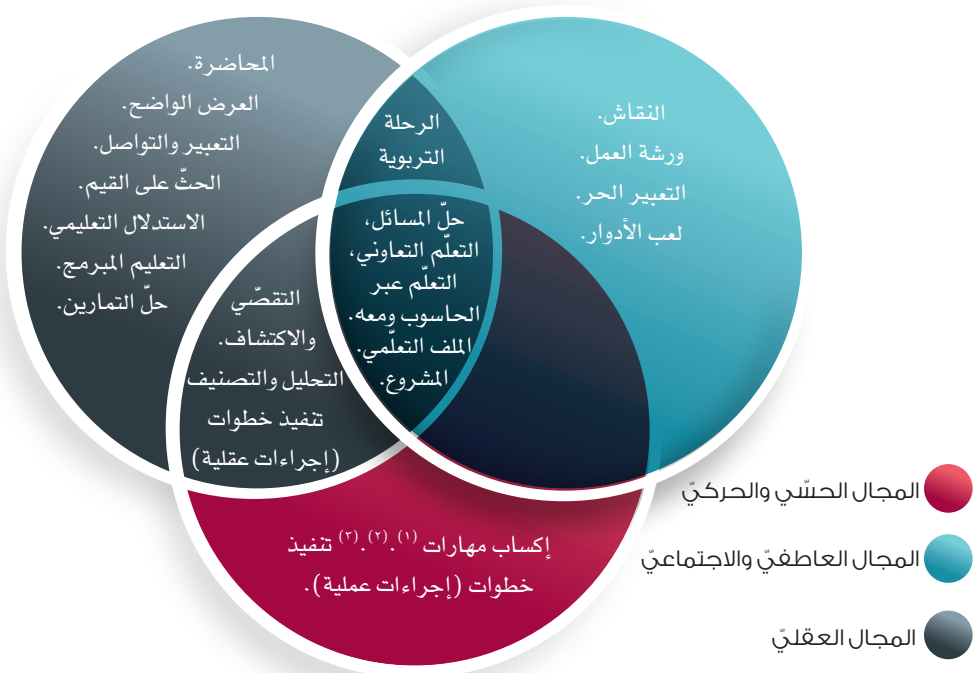 المحاضرة.
العرض الواضح.
التعبير والتواصل.
الحثّ على القيم.
الاستدلال التعليمي.
التعليم المبرمج.
حلّ التمارين.
الرحلة
التربوية
النقاش.
ورشة العمل.
التعبير الحر.
لعب الأدوار.
حلّ المسائل،
التعلّم التعاوني،
التعلّم عبر
الحاسوب ومعه.
الملف التعلّمي.
المشروع.
التقصّي
والاكتشاف.
التحليل والتصنيف
تنفيذ خطوات
(إجراءات عقلية)
إكساب مهارات (١). (٢). (٣) تنفيذ
خطوات (إجراءات عملية).
المجال الحسّي والحركيّ
المجال العاطفيّ والاجتماعيّ
المجال العقليّ